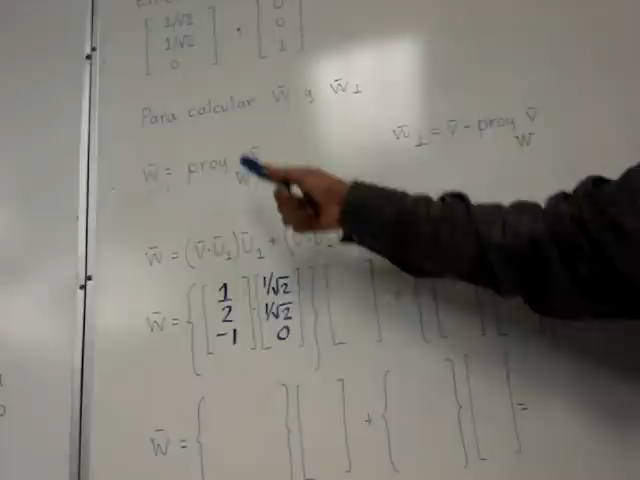 [1/√2 1/√2 0] · [0 0 1]
Para calcular w̄ y w̄⊥
w̄⊥ = v̄ - proy v̄
w̄
w̄ = proy
w̄ = (v̄·ū₁)ū₁ + (v̄·ū₂
w̄ = { [1 2 -1] · [1/√2 1/√2 0] } [ ] + { [
w̄ = { } [ ] + { } [ ] =